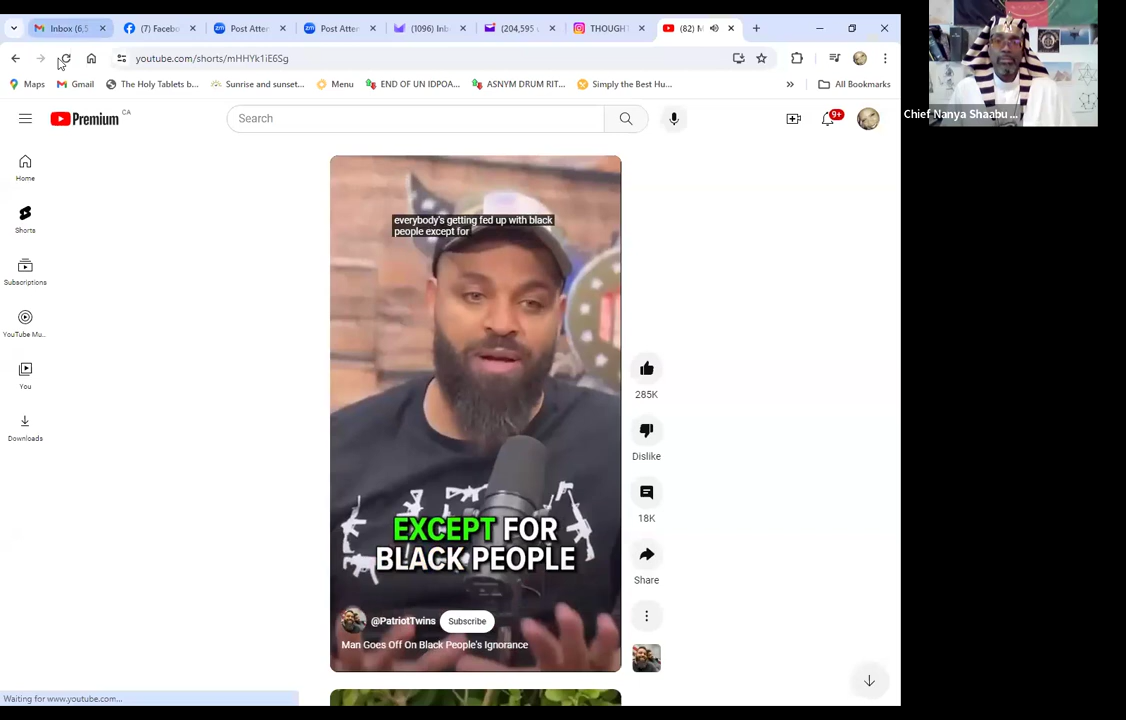 Inbox (6,5
(7) Faceb
Post Atter
Post Atter
(1096) Inb
(204,595
THOUGH
(82)
youtube.com/shorts/mHHYk1iE6Sg
Maps
Gmail
The Holy Tablets b...
Sunrise and sunset...
Menu
END OF UN IDPOA...
ASNYM DRUM RIT...
Simply the Best Hu...
All Bookmarks
Chief Nanya Shaabu ...
Premium
CA
Search
9+
Home
Shorts
Subscriptions
YouTube Mu...
You
Downloads
everybody's getting fed up with black
people except for
EXCEPT FOR
BLACK PEOPLE
@PatriotTwins
Subscribe
Man Goes Off On Black People's Ignorance
285K
Dislike
18K
Share
Waiting for www.youtube.com...